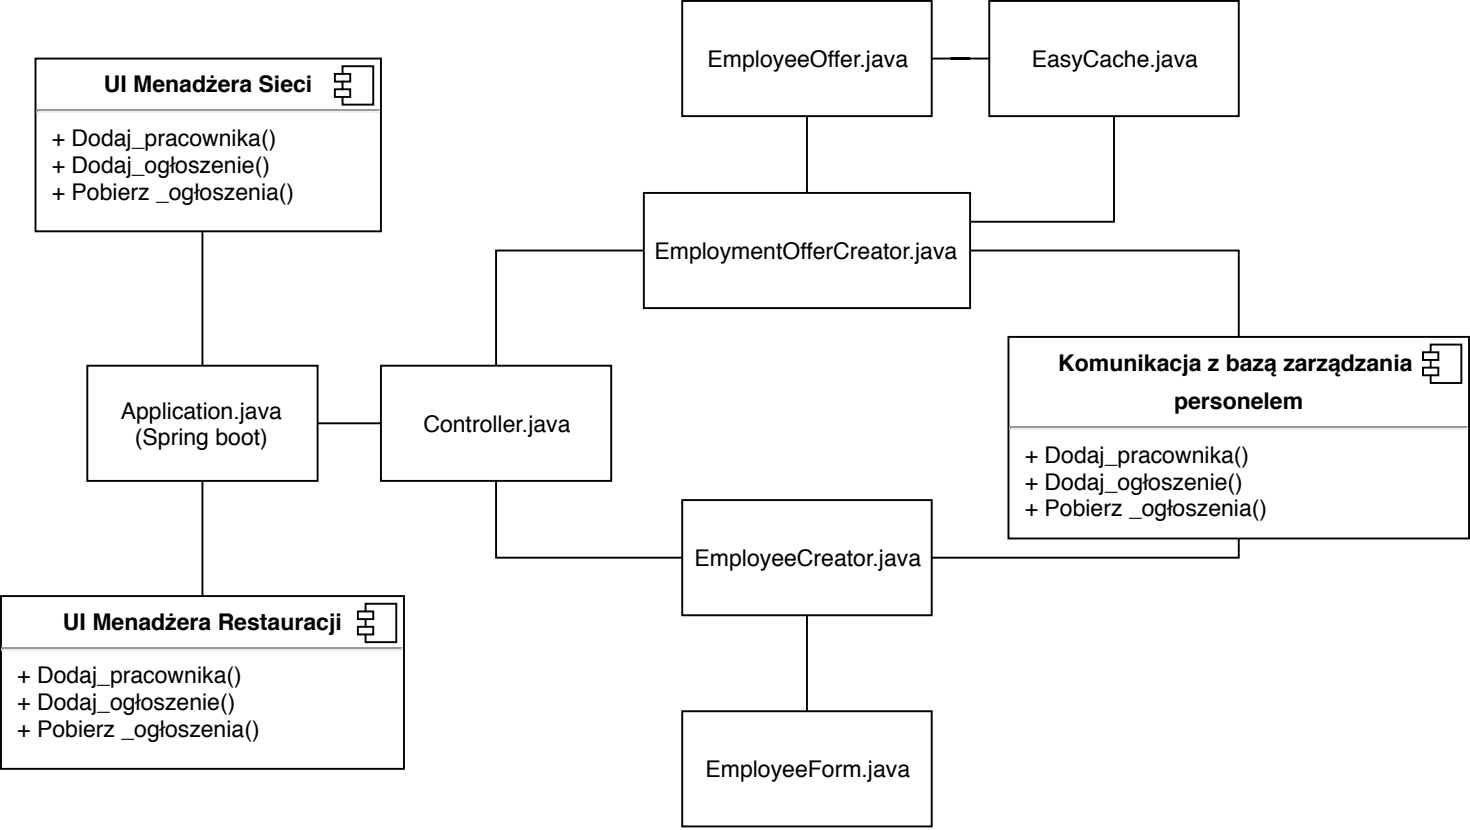 EmployeeOffer.java
EasyCache.java
UI Menadżera Sieci
+ Dodaj_pracownika()
+ Dodaj_ogłoszenie()
+ Pobierz _ogłoszenia()
EmploymentOfferCreator.java
Application.java
(Spring boot)
Controller.java
Komunikacja z bazą zarządzania
personelem
+ Dodaj_pracownika()
+ Dodaj_ogłoszenie()
+ Pobierz _ogłoszenia()
EmployeeCreator.java
UI Menadżera Restauracji
+ Dodaj_pracownika()
+ Dodaj_ogłoszenie()
+ Pobierz _ogłoszenia()
EmployeeForm.java